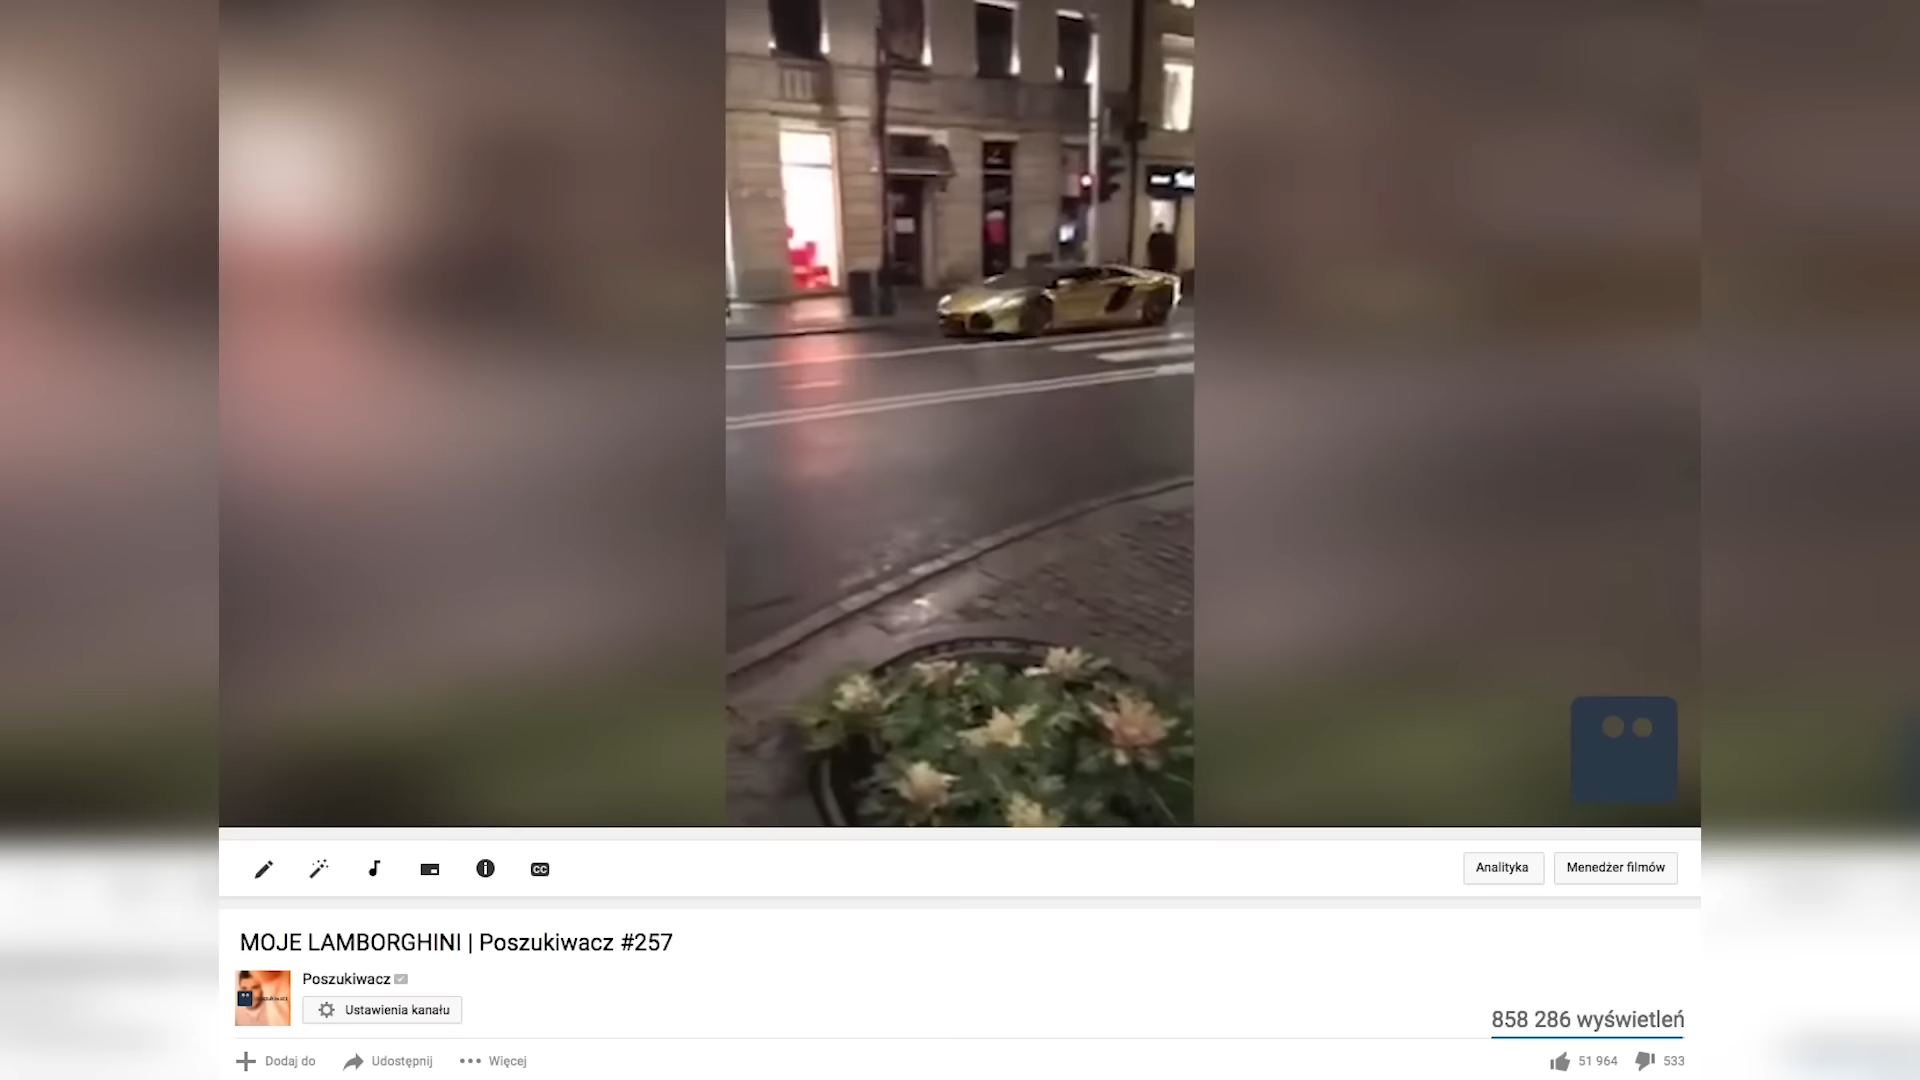 CC
Analityka
Menedżer filmów
MOJE LAMBORGHINI | Poszukiwacz #257
Poszukiwacz
Ustawienia kanału
858 286 wyświetleń
Dodaj do
Udostępnij
Więcej
51 964
533